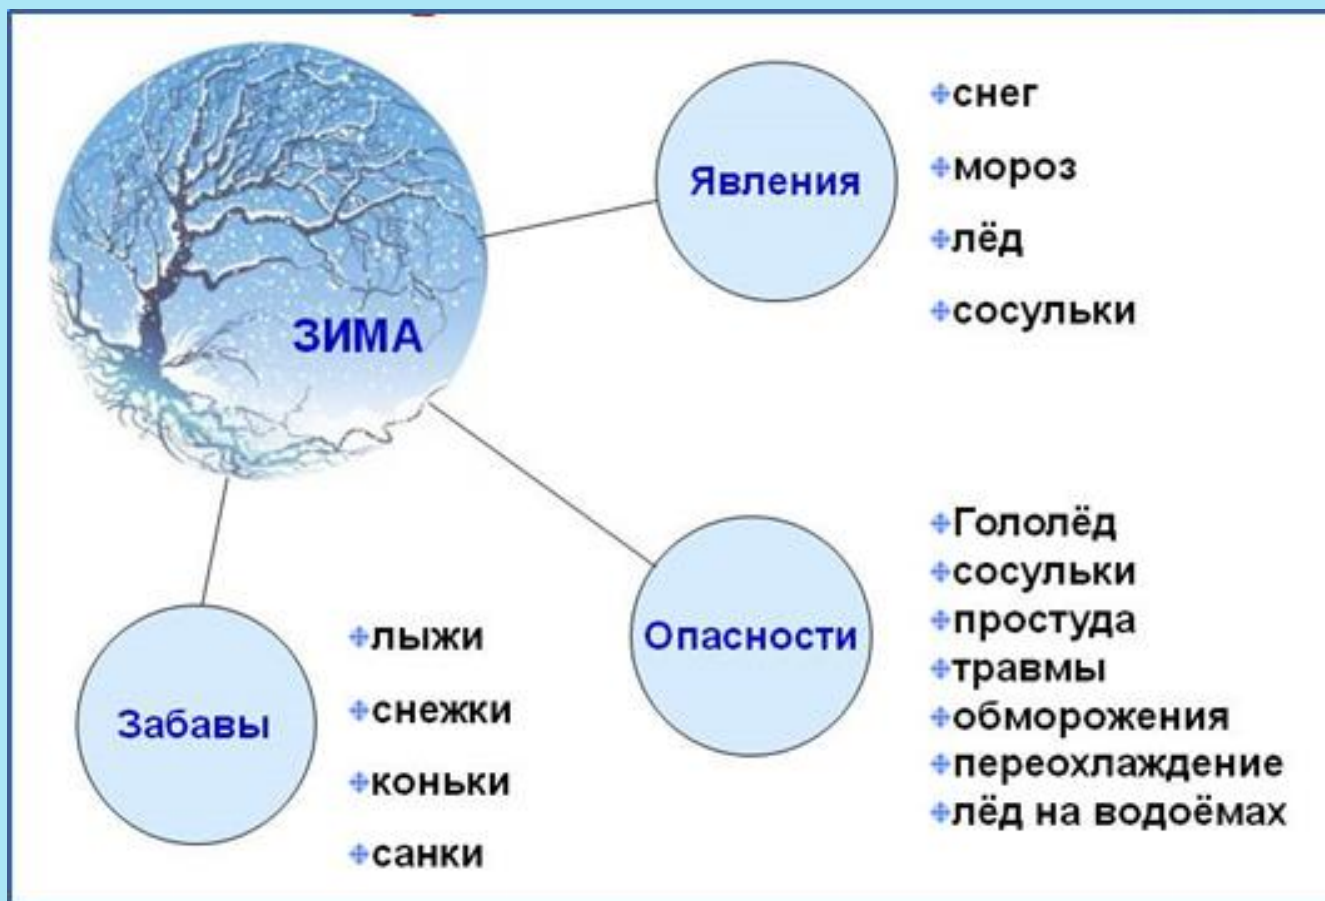 ЗИМА
Явления
снег
мороз
лёд
сосульки
Опасности
Гололёд
сосульки
простуда
травмы
обморожения
переохлаждение
лёд на водоёмах
Забавы
лыжи
снежки
коньки
санки